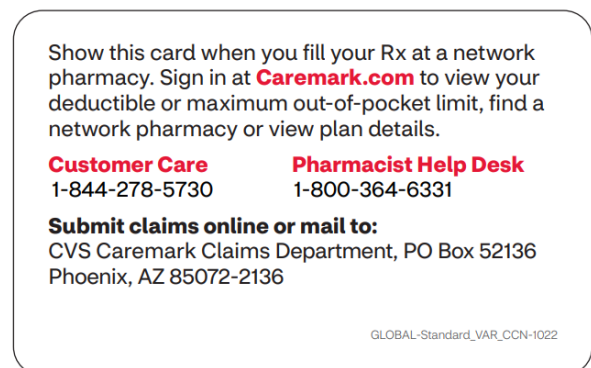 Show this card when you fill your Rx at a network
pharmacy. Sign in at Caremark.com to view your
deductible or maximum out-of-pocket limit, find a
network pharmacy or view plan details.
Customer Care
1-844-278-5730
Pharmacist Help Desk
1-800-364-6331
Submit claims online or mail to:
CVS Caremark Claims Department, PO Box 52136
Phoenix, AZ 85072-2136
GLOBAL-Standard_VAR_CCN-1022